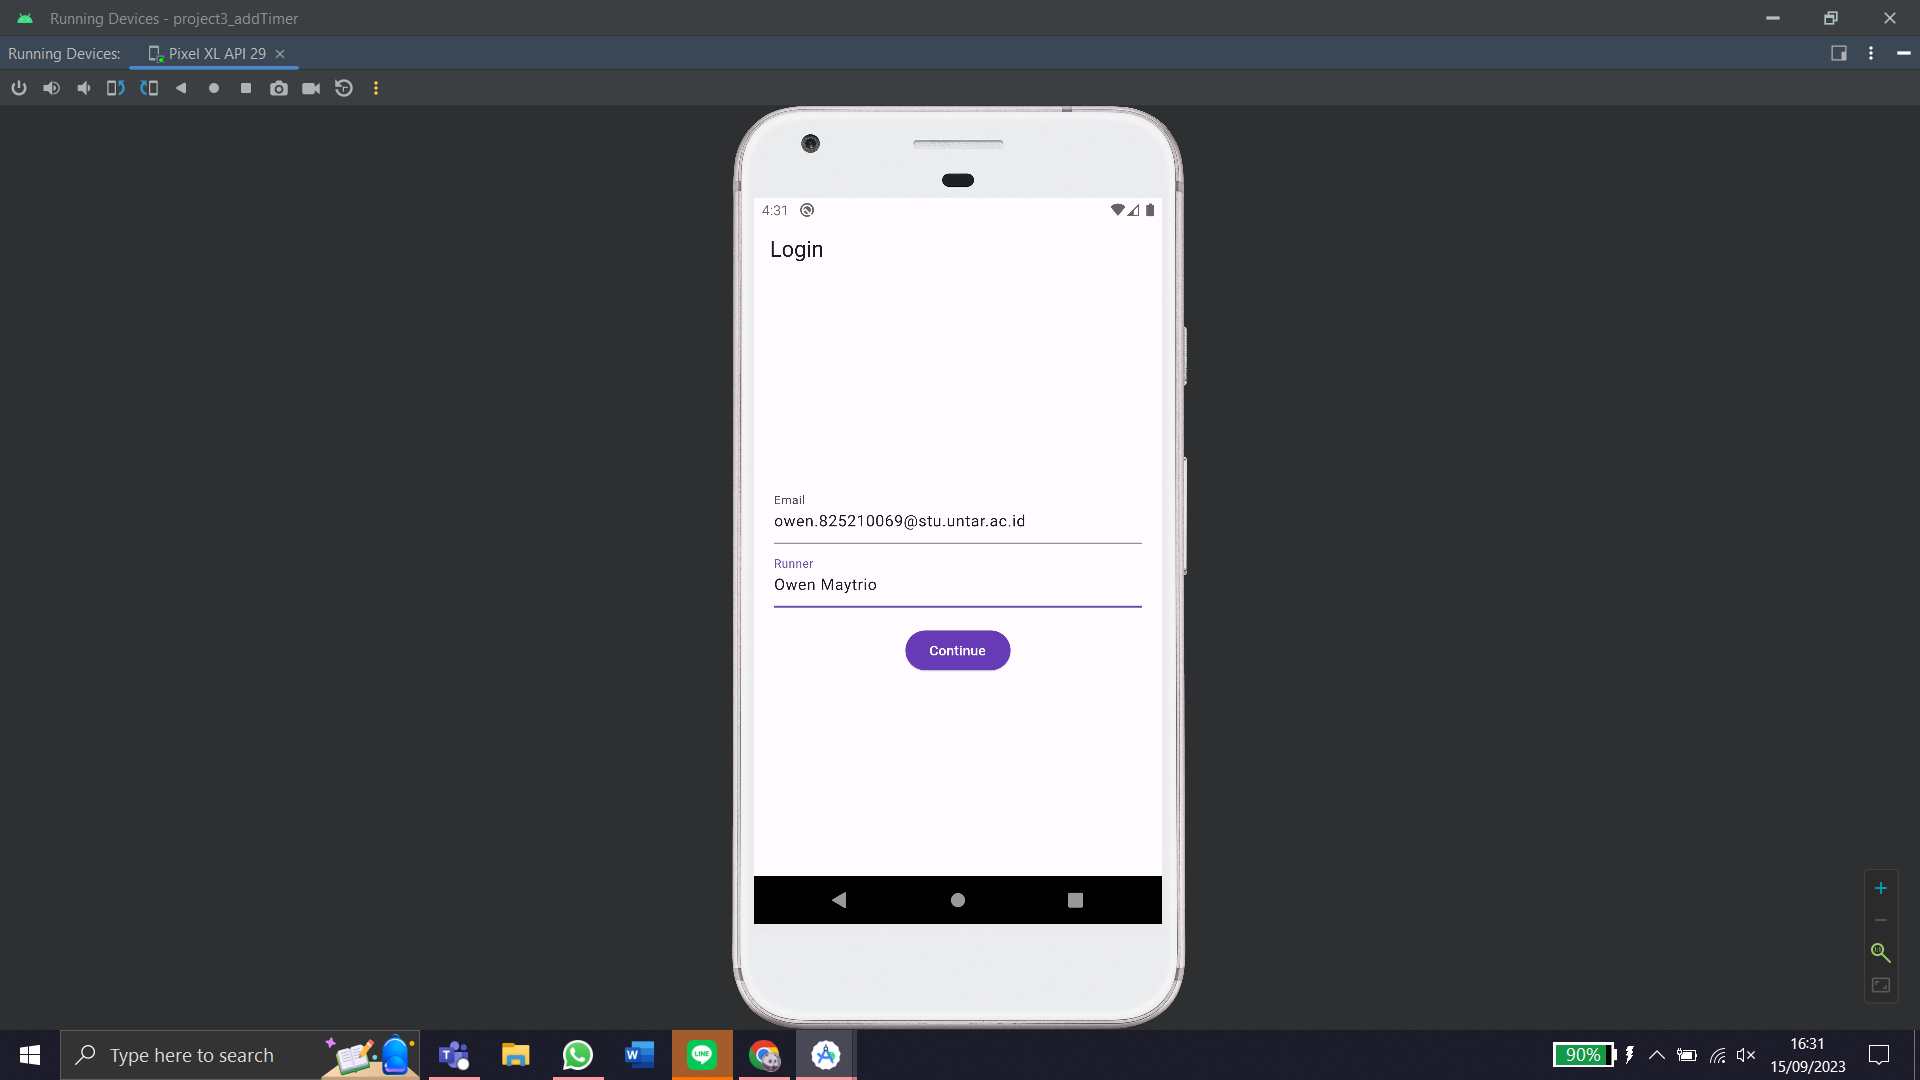 Running Devices - project3_addTimer
Running Devices: Pixel XL API 29
4:31
Login
Email
owen.825210069@stu.untar.ac.id
Runner
Owen Maytrio
Continue
Type here to search
LINE
90%
16:31
15/09/2023